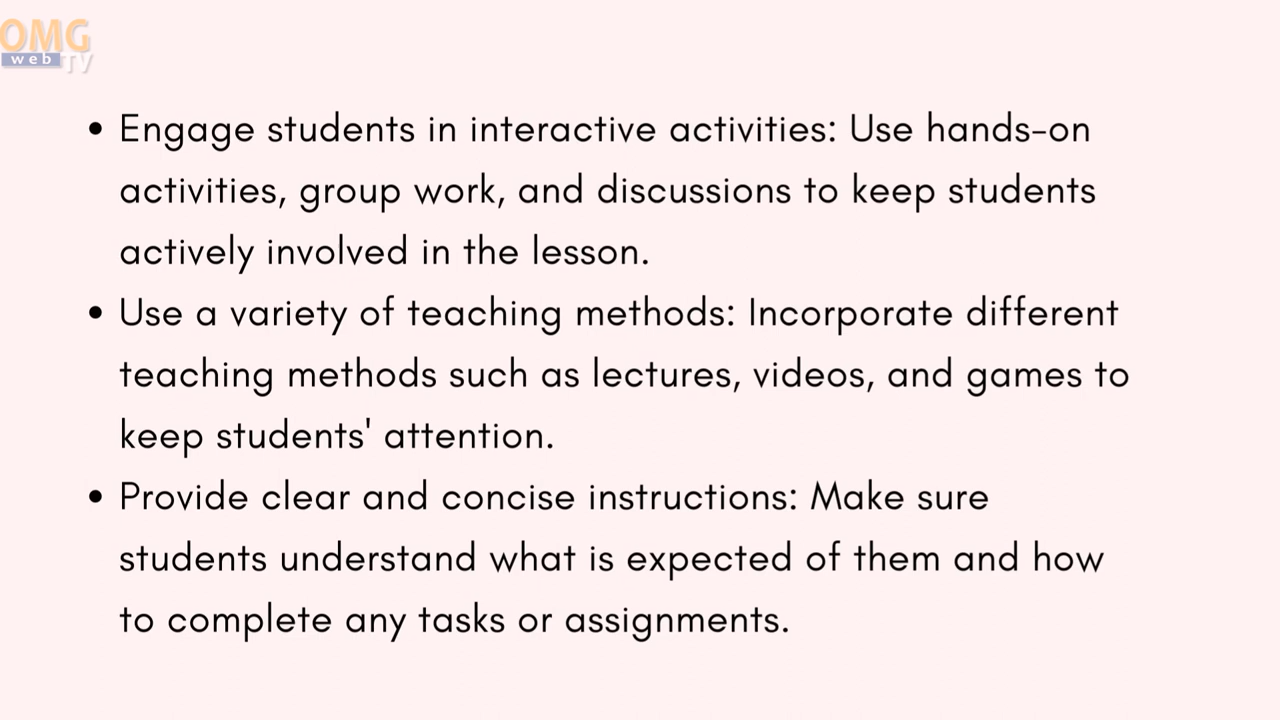 OMG
web TV
• Engage students in interactive activities: Use hands-on
activities, group work, and discussions to keep students
actively involved in the lesson.
• Use a variety of teaching methods: Incorporate different
teaching methods such as lectures, videos, and games to
keep students' attention.
• Provide clear and concise instructions: Make sure
students understand what is expected of them and how
to complete any tasks or assignments.